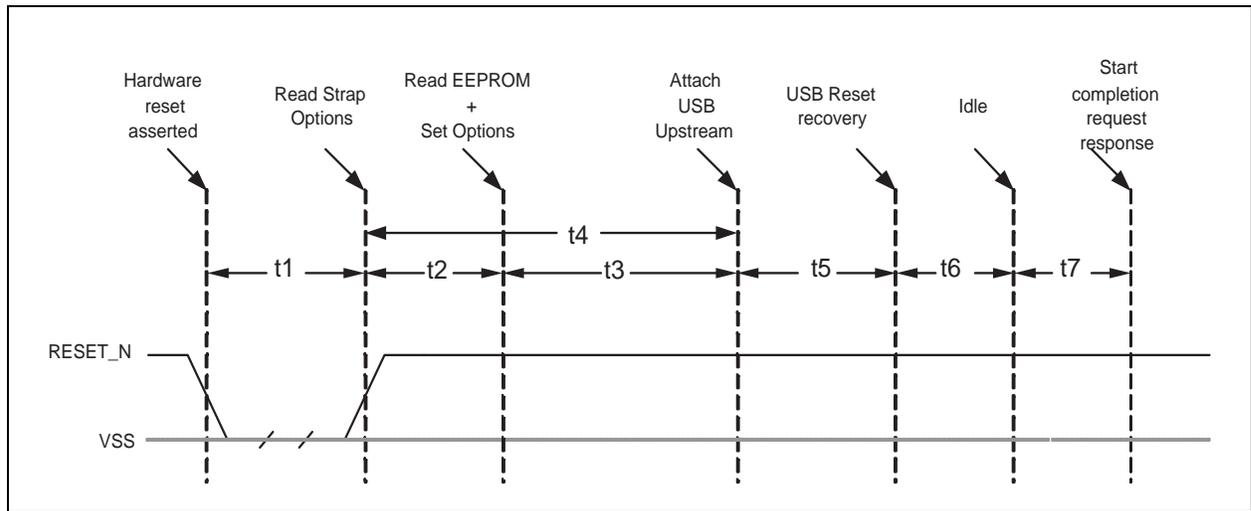 Hardware
reset
asserted
Read Strap
Options
Read EEPROM
+
Set Options
Attach
USB
Upstream
USB Reset
recovery
Idle
Start
completion
request
response
t4
t1
t2
t3
t5
t6
t7
RESET_N
VSS